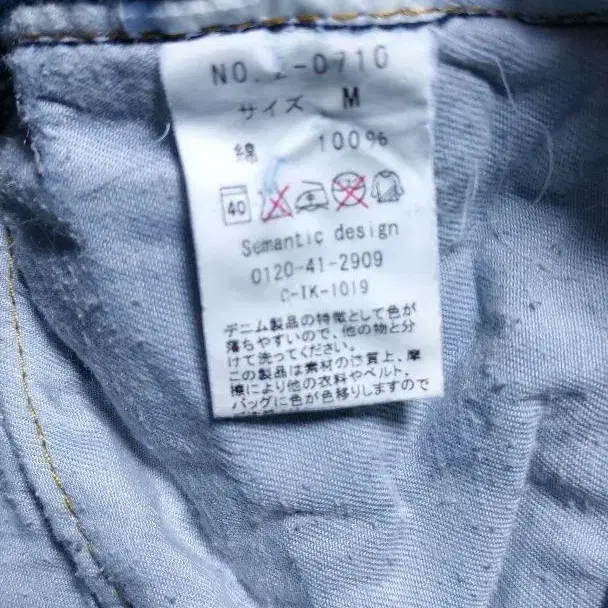 NO. 2-0710
サイズ M
綿 100%
40
Semantic design
0120-41-2909
C-IK-1019
デニム製品の特徴として色が
落ちやすいので、他の物と分
けて洗ってください。
この製品は素材の性質上、摩
擦により他の衣料やベルト、
バッグに色が色移りしますので